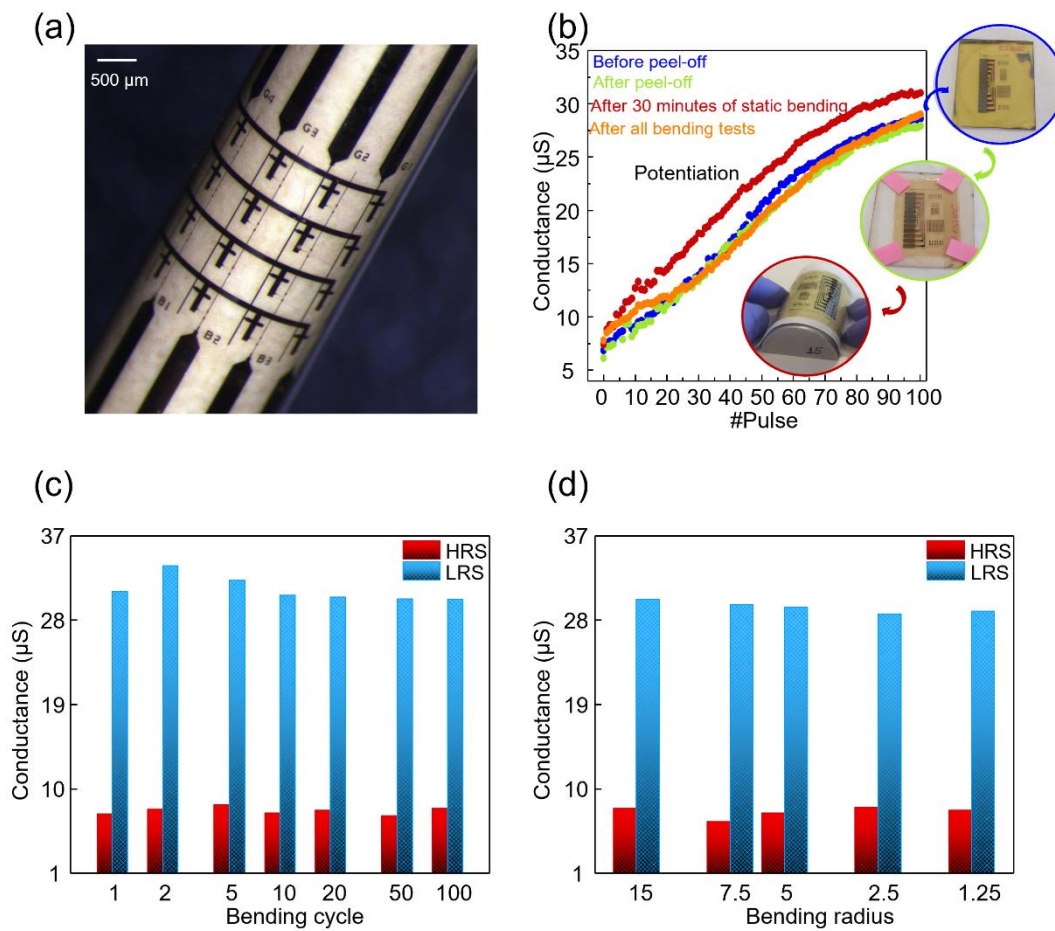 (a)
500 µm
G4
G3
G2
B1
B2
B3
(b)
35
30
25
20
15
10
5
Conductance (µS)
Before peel-off
After peel-off
After 30 minutes of static bending
After all bending tests
Potentiation
0 10 20 30 40 50 60 70 80 90 100
#Pulse
15
(c)
37
28
19
10
1
Conductance (µS)
HRS
LRS
1 2 5 10 20 50 100
Bending cycle
(d)
37
28
19
10
1
Conductance (µS)
HRS
LRS
15 7.5 5 2.5 1.25
Bending radius